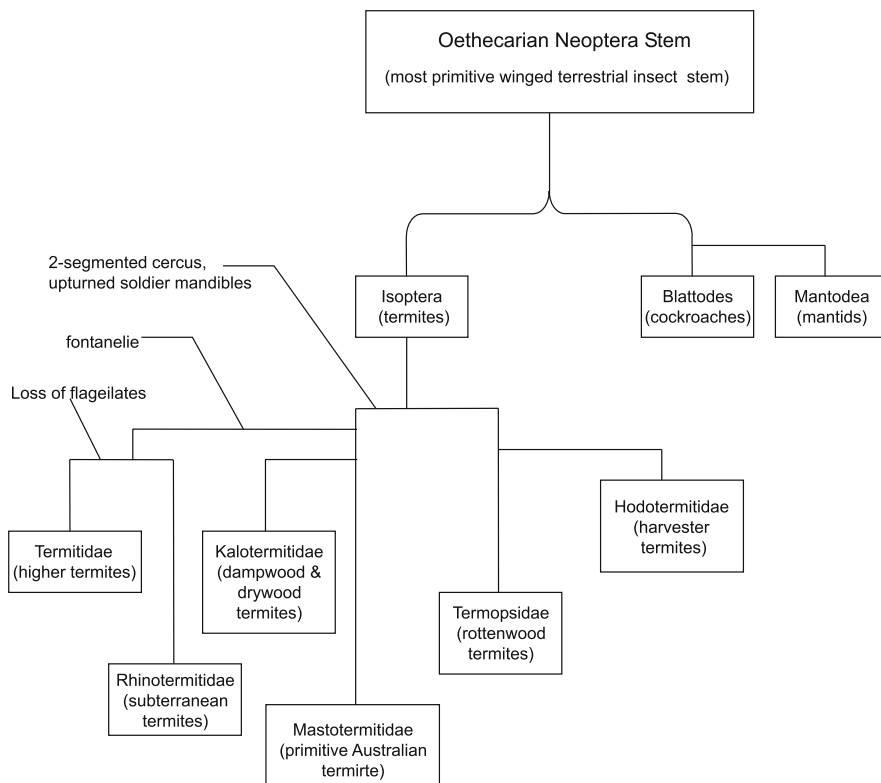 Oethecarian Neoptera Stem
(most primitive winged terrestrial insect stem)
2-segmented cercus,
upturned soldier mandibles
Isoptera
(termites)
Blattodes
(cockroaches)
Mantodea
(mantids)
fontanelie
Loss of flageilates
Hodotermitidae
(harvester
termites)
Termitidae
(higher termites)
Kalotermitidae
(dampwood &
drywood
termites)
Termopsidae
(rottenwood
termites)
Rhinotermitidae
(subterranean
termites)
Mastotermitidae
(primitive Australian
termirte)